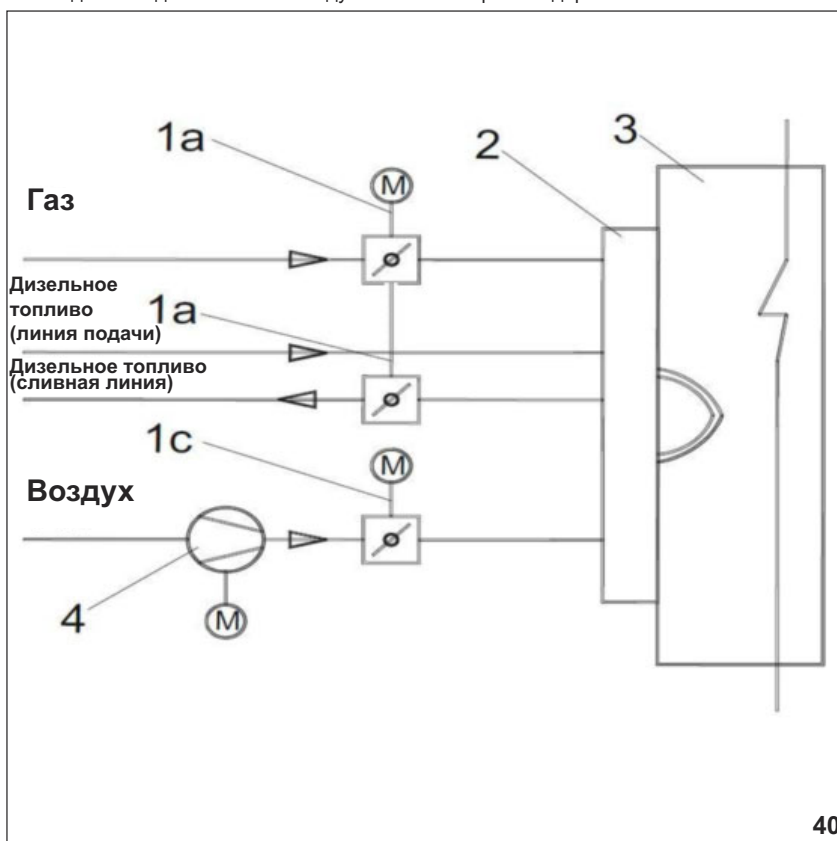 1a
2
3
М
Газ
Дизельное
топливо
(линия подачи)
1a
Дизельное топливо
(сливная линия)
1c
М
Воздух
4
М
40